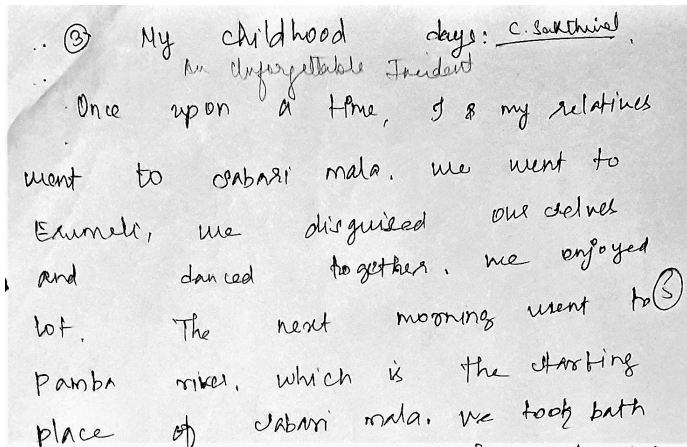 ③ My childhood days: C. Sakthivel
An Unforgettable Incident
Once upon a time, I & my relatives
went to Sabari mala. We went to
Erumeli, we disguised our selves
and danced together. We enjoyed
lot. The next morning went to ③
Pamba river, which is the starting
place of Sabari mala. We took bath